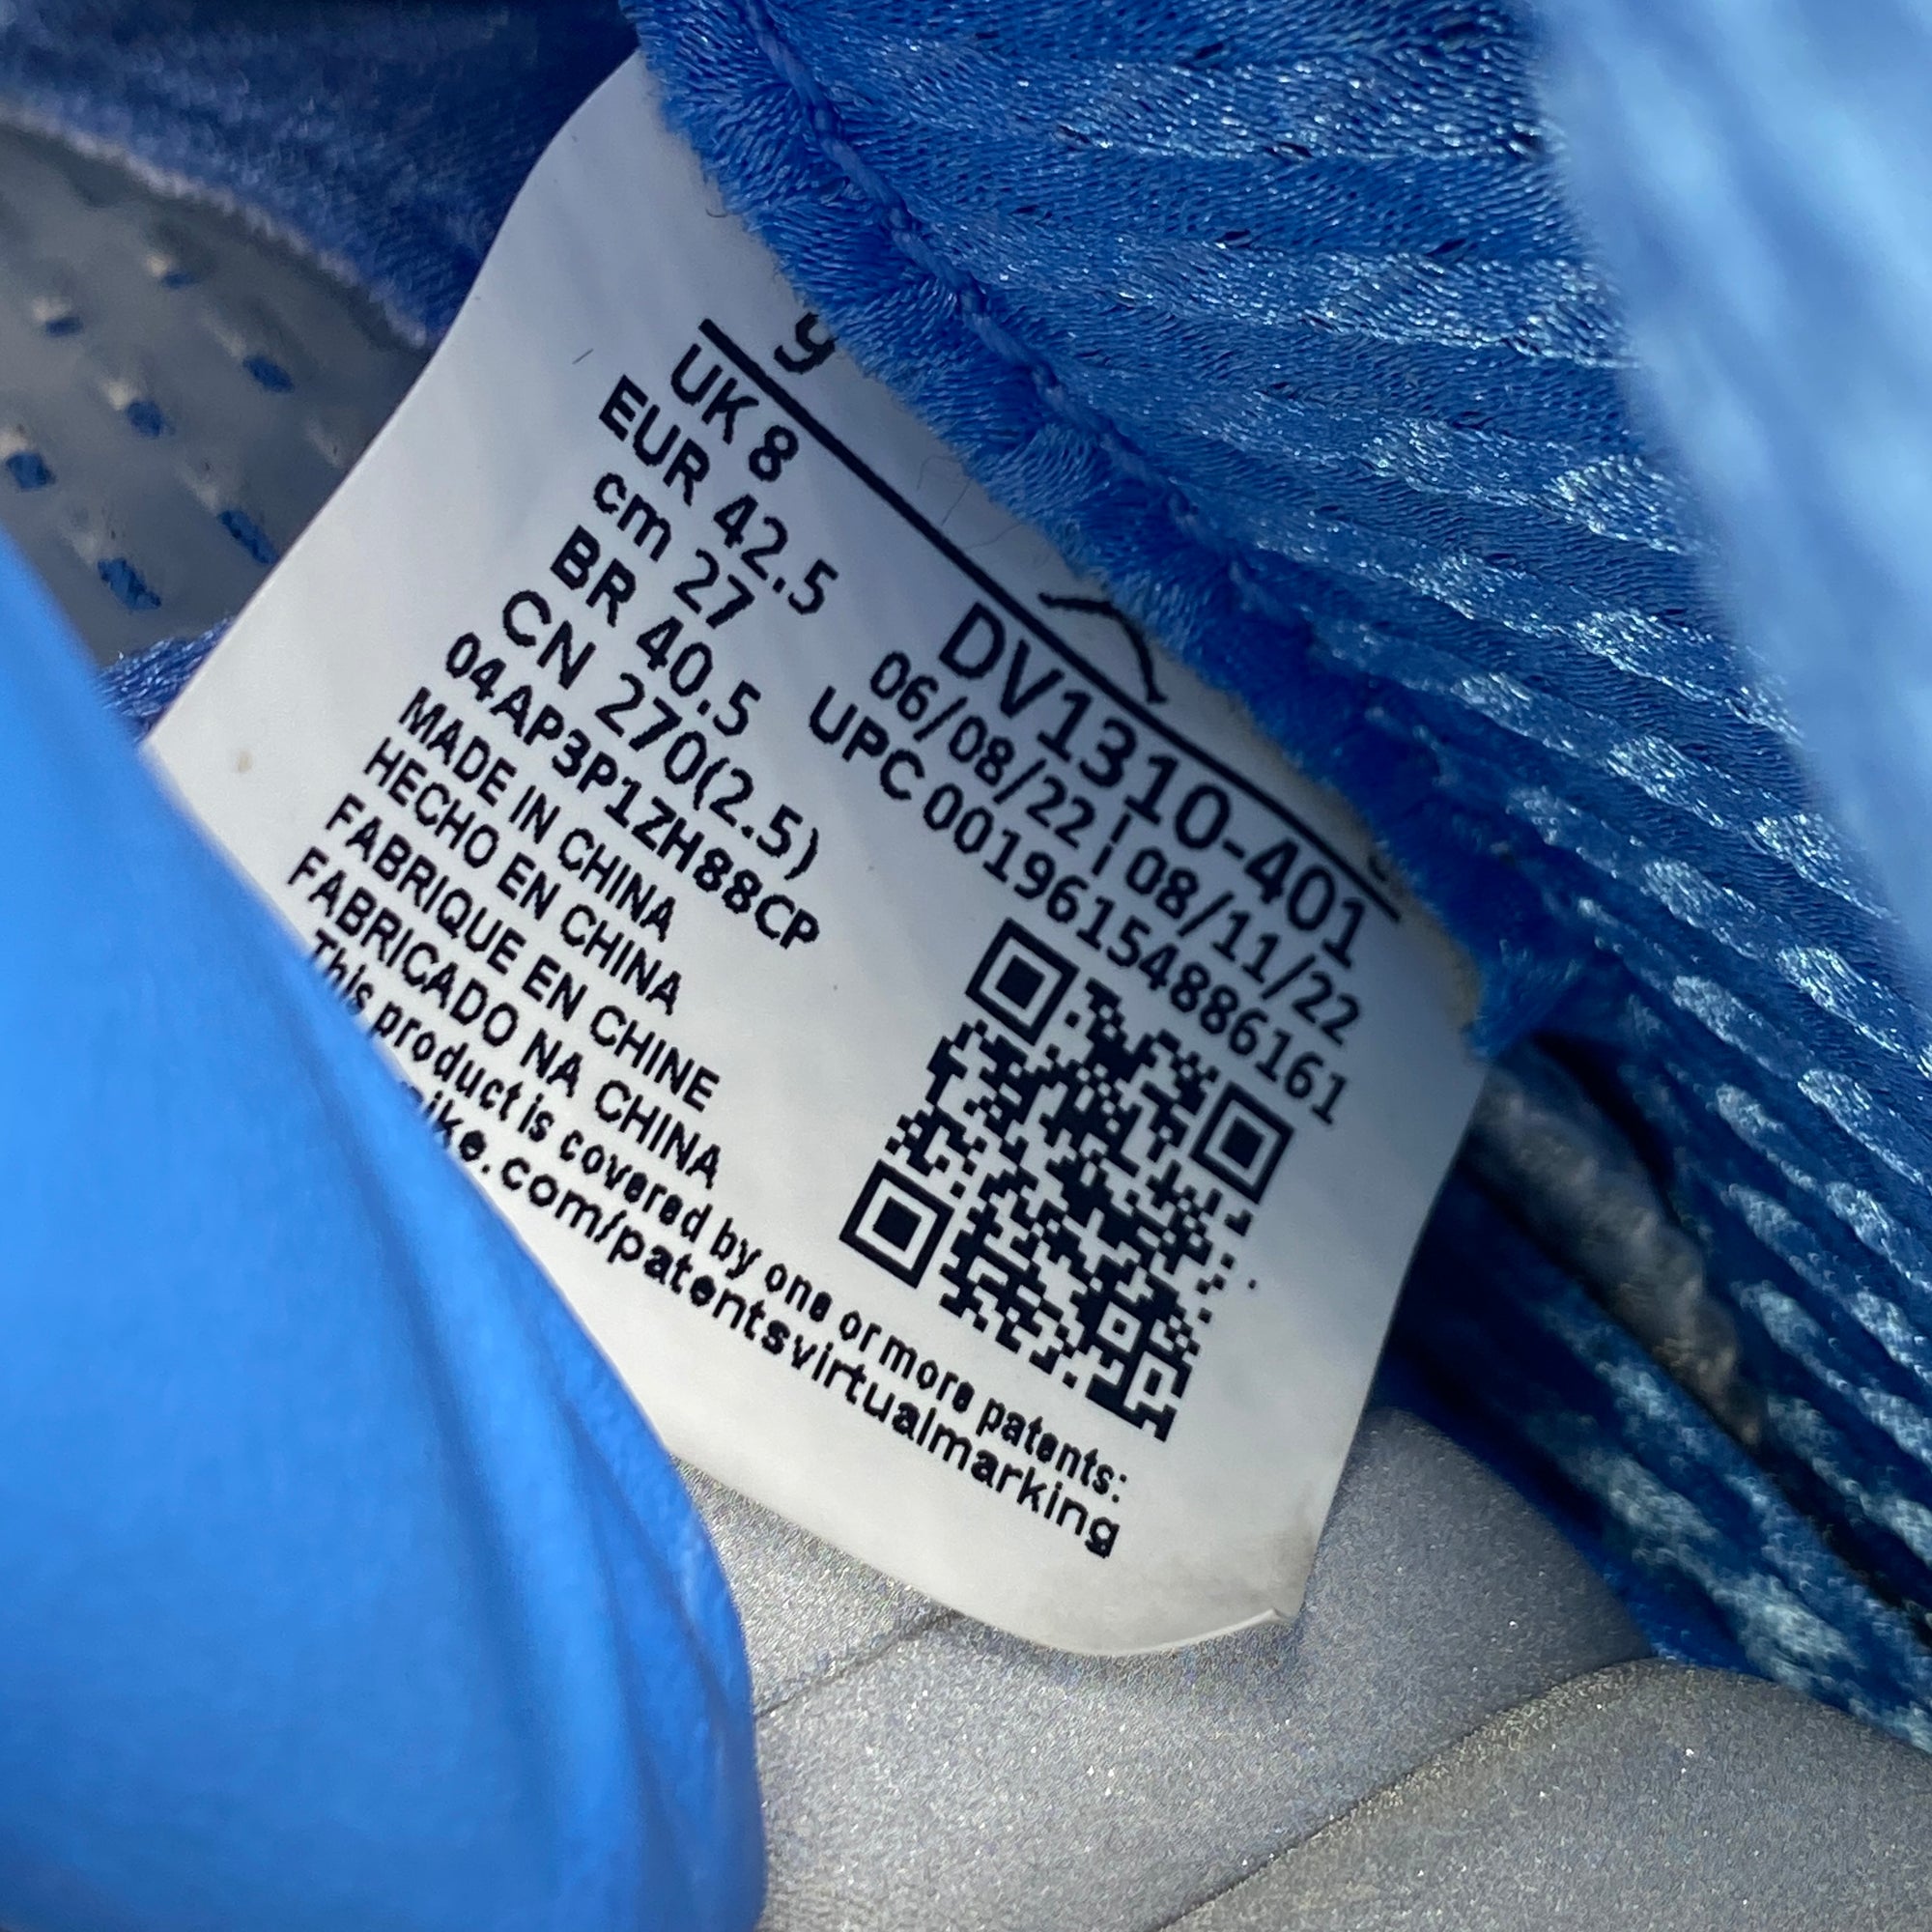 UK 8
EUR 42.5
cm 27
BR 40.5
CN 270(2.5)
04AP3P1ZH88CP
MADE IN CHINA
HECHO EN CHINA
FABRIQUE EN CHINE
FABRICADO NA CHINA
DV1310-401
06/08/22 | 08/11/22
UPC 00196154886161
This product is covered by one or more patents:
nike.com/patentsvirtualmarking